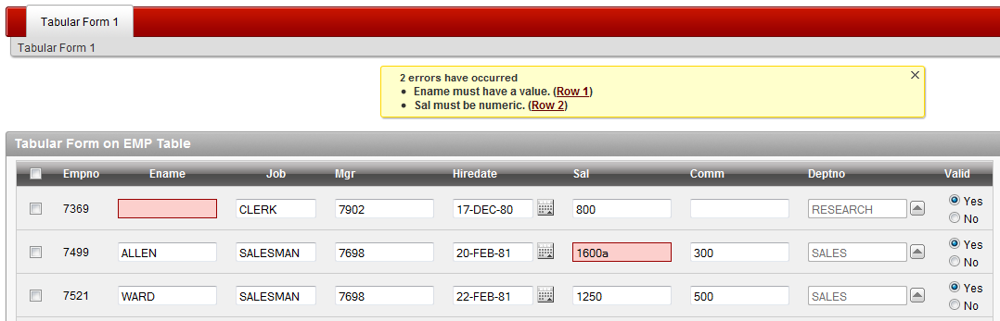 Tabular Form 1
Tabular Form 1
2 errors have occurred
Ename must have a value. (Row 1)
Sal must be numeric. (Row 2)
Tabular Form on EMP Table
Empno Ename Job Mgr Hiredate Sal Comm Deptno Valid
7369 CLERK 7902 17-DEC-80 800 RESEARCH Yes
No
7499 ALLEN SALESMAN 7698 20-FEB-81 1600a 300 SALES Yes
No
7521 WARD SALESMAN 7698 22-FEB-81 1250 500 SALES Yes
No